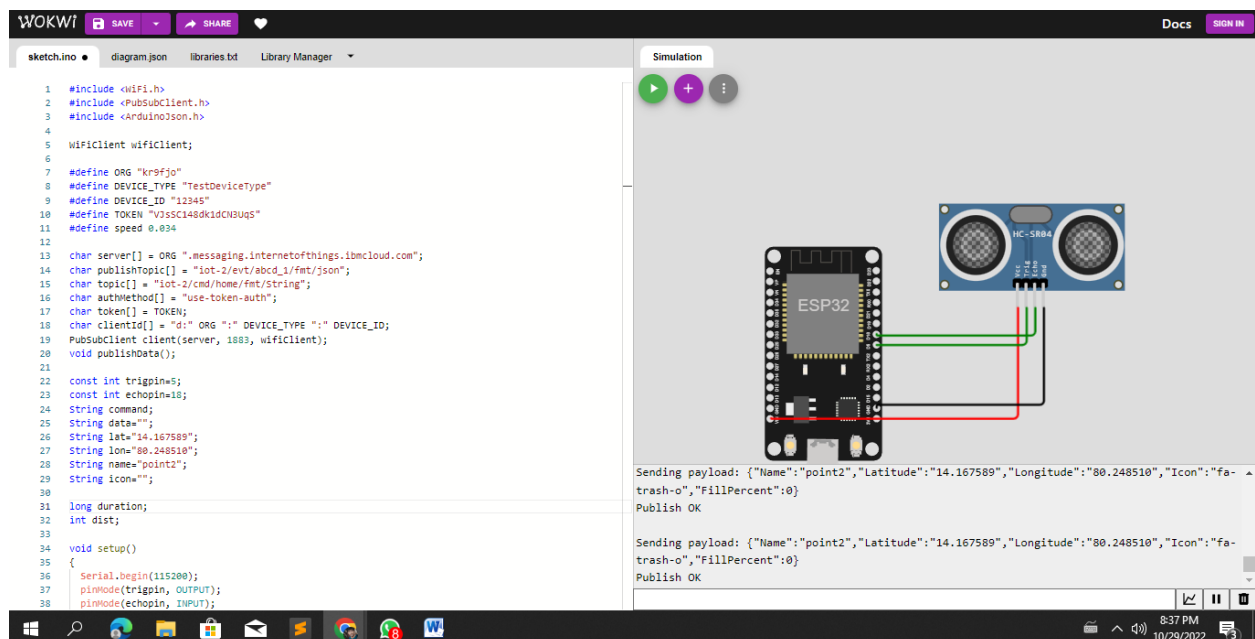 WOKWI SAVE SHARE Docs SIGN IN
sketch.ino diagram.json libraries.txt Library Manager
1 #include <WiFi.h>
2 #include <PubSubClient.h>
3 #include <ArduinoJson.h>
4
5 WiFiClient wifiClient;
6
7 #define ORG "kr9fjo"
8 #define DEVICE_TYPE "TestDeviceType"
9 #define DEVICE_ID "12345"
10 #define TOKEN "VJsSC148dk1dCN3UqS"
11 #define speed 0.034
12
13 char server[] = ORG ".messaging.internetofthings.ibmcloud.com";
14 char publishTopic[] = "iot-2/evt/abcd_1/fmt/json";
15 char topic[] = "iot-2/cmd/home/fmt/String";
16 char authMethod[] = "use-token-auth";
17 char token[] = TOKEN;
18 char clientId[] = "d:" ORG ":" DEVICE_TYPE ":" DEVICE_ID;
19 PubSubClient client(server, 1883, wifiClient);
20 void publishData();
21
22 const int trigpin=5;
23 const int echopin=18;
24 String command;
25 String data="";
26 String lat="14.167589";
27 String lon="80.248510";
28 String name="point2";
29 String icon="";
30
31 long duration;
32 int dist;
33
34 void setup()
35 {
36 Serial.begin(115200);
37 pinMode(trigpin, OUTPUT);
38 pinMode(echopin, INPUT);
Simulation
HC-SR04
Vcc
Trig
Echo
Gnd
ESP32
Sending payload: {"Name":"point2","Latitude":"14.167589","Longitude":"80.248510","Icon":"fa-
trash-o","FillPercent":0}
Publish OK
Sending payload: {"Name":"point2","Latitude":"14.167589","Longitude":"80.248510","Icon":"fa-
trash-o","FillPercent":0}
Publish OK
8:37 PM
10/29/2022